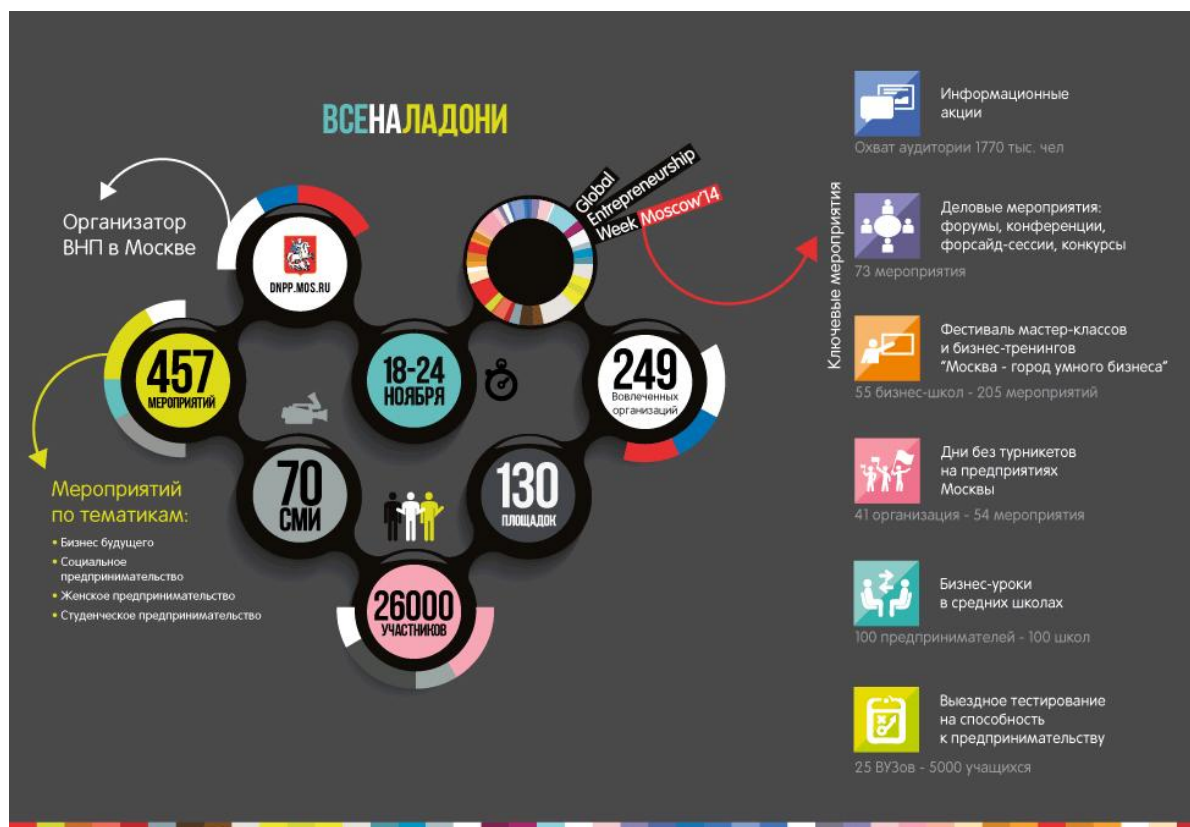 ВСЕНАЛАДОНИ
Организатор
ВНП в Москве
DNPP.MOS.RU
Global
Entrepreneurship
Week Moscow'14
457
МЕРОПРИЯТИЙ
18-24
НОЯБРЯ
249
Вовлеченных
организаций
70
СМИ
130
ПЛОЩАДОК
26000
УЧАСТНИКОВ
Мероприятий
по тематикам:
• Бизнес будущего
• Социальное
предпринимательство
• Женское предпринимательство
• Студенческое предпринимательство
Ключевые мероприятия
Информационные
акции
Охват аудитории 1770 тыс. чел
Деловые мероприятия:
форумы, конференции,
форсайд-сессии, конкурсы
73 мероприятия
Фестиваль мастер-классов
и бизнес-тренингов
"Москва - город умного бизнеса"
55 бизнес-школ - 205 мероприятий
Дни без турникетов
на предприятиях
Москвы
41 организация - 54 мероприятия
Бизнес-уроки
в средних школах
100 предпринимателей - 100 школ
Выездное тестирование
на способность
к предпринимательству
25 ВУЗов - 5000 учащихся